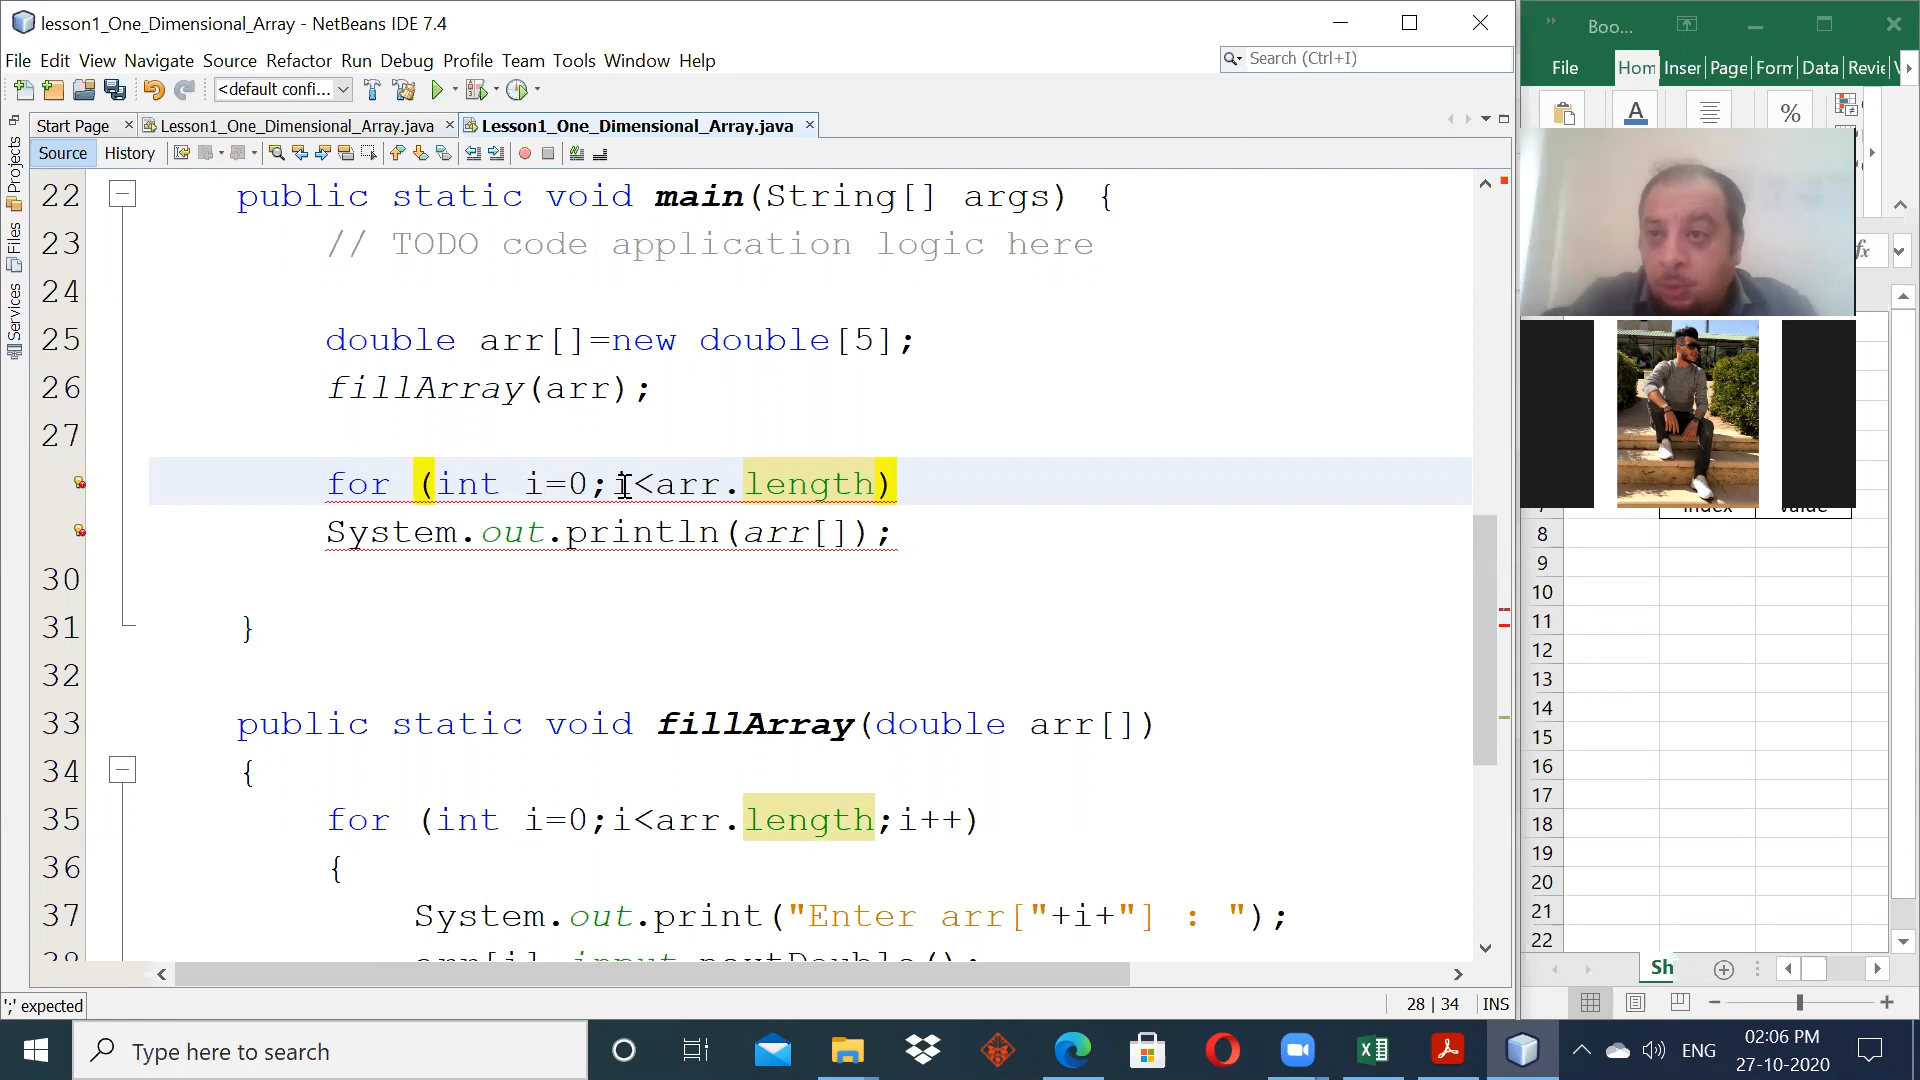 lesson1_One_Dimensional_Array - NetBeans IDE 7.4
File Edit View Navigate Source Refactor Run Debug Profile Team Tools Window Help
Search (Ctrl+I)
<default confi...
Start Page
Lesson1_One_Dimensional_Array.java
Lesson1_One_Dimensional_Array.java
Source History
Projects
Files
Services
22 public static void main(String[] args) {
23 // TODO code application logic here
24
25 double arr[]=new double[5];
26 fillArray(arr);
27
for (int i=0;i<arr.length)
System.out.println(arr[]);
30
31 }
32
33 public static void fillArray(double arr[])
34 {
35 for (int i=0;i<arr.length;i++)
36 {
37 System.out.print("Enter arr["+i+"] : ");
';' expected
28 | 34 INS
Boo...
File Hom Inser Page Form Data Revie
%
fx
8
9
10
11
12
13
14
15
16
17
18
19
20
21
22
Sh
Type here to search
ENG
02:06 PM
27-10-2020